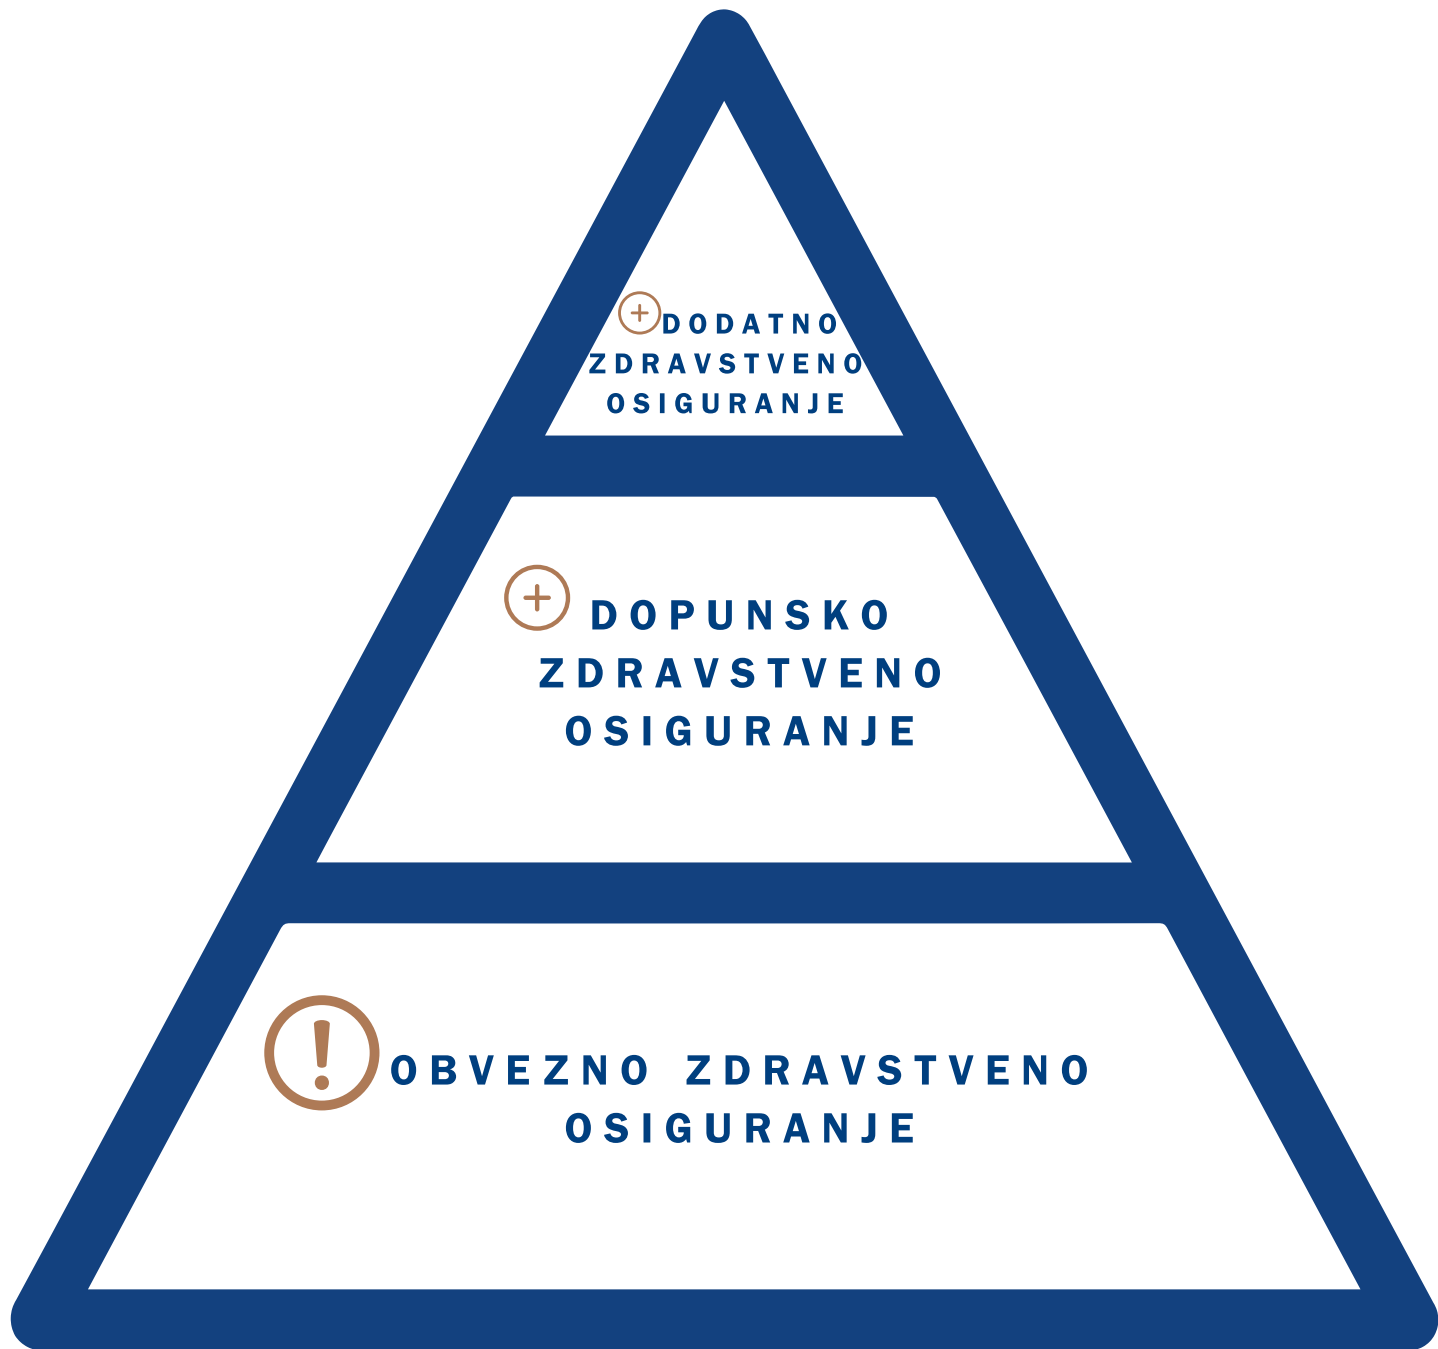 DODATNO
ZDRAVSTVENO
OSIGURANJE
DOPUNSKO
ZDRAVSTVENO
OSIGURANJE
OBVEZNO ZDRAVSTVENO
OSIGURANJE